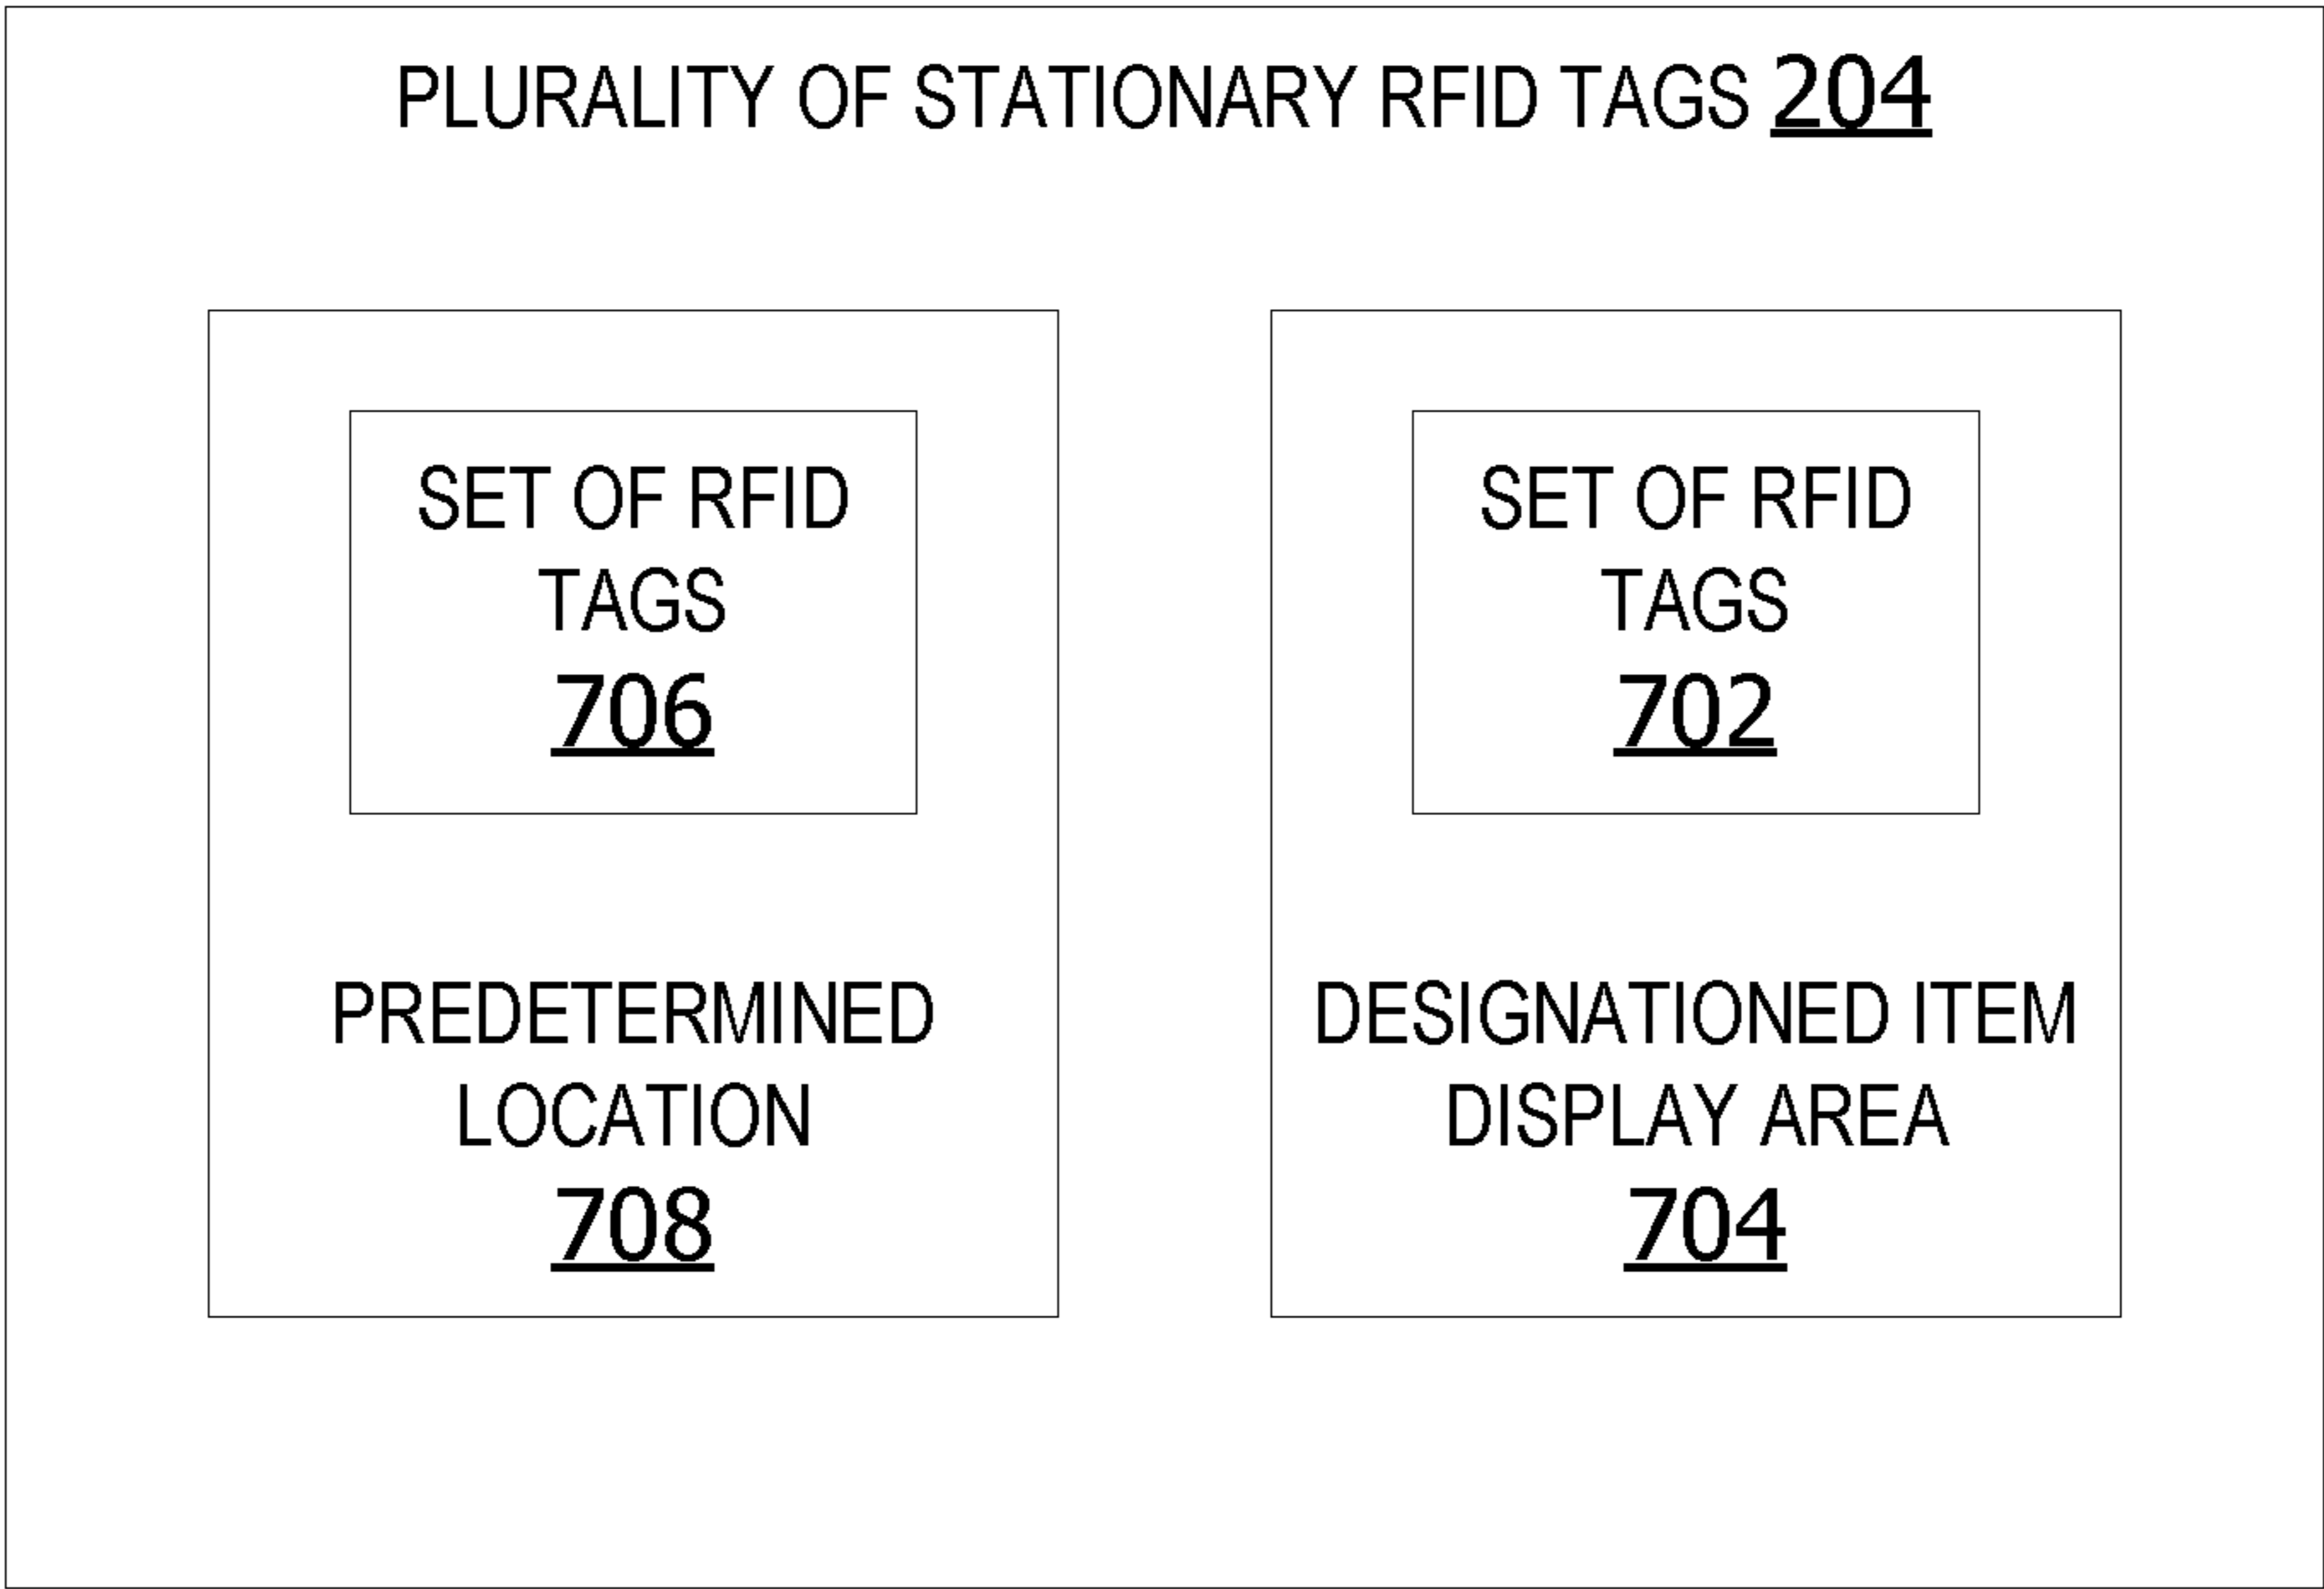 PLURALITY OF STATIONARY RFID TAGS 204
SET OF RFID
TAGS
706
PREDETERMINED
LOCATION
708
SET OF RFID
TAGS
702
DESIGNATIONED ITEM
DISPLAY AREA
704